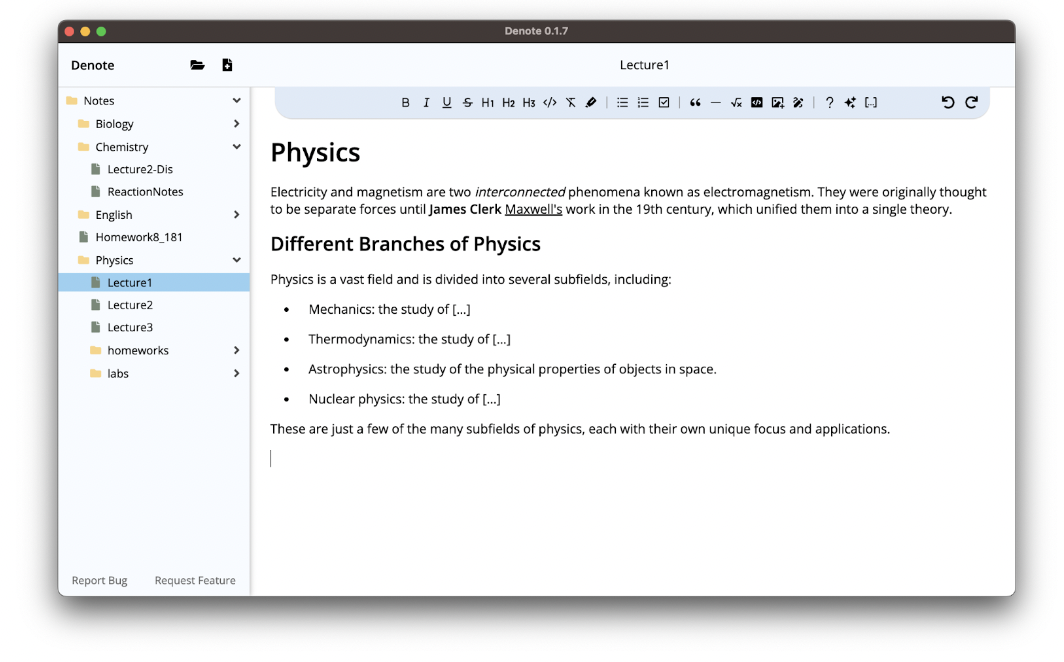 Denote 0.1.7
Denote
Lecture1
Notes
Biology
Chemistry
Lecture2-Dis
ReactionNotes
English
Homework8_181
Physics
Lecture1
Lecture2
Lecture3
homeworks
labs
Report Bug
Request Feature
B I U S H1 H2 H3 </> ? [..]
Physics
Electricity and magnetism are two interconnected phenomena known as electromagnetism. They were originally thought
to be separate forces until James Clerk Maxwell's work in the 19th century, which unified them into a single theory.
Different Branches of Physics
Physics is a vast field and is divided into several subfields, including:
• Mechanics: the study of [...]
• Thermodynamics: the study of [...]
• Astrophysics: the study of the physical properties of objects in space.
• Nuclear physics: the study of [...]
These are just a few of the many subfields of physics, each with their own unique focus and applications.